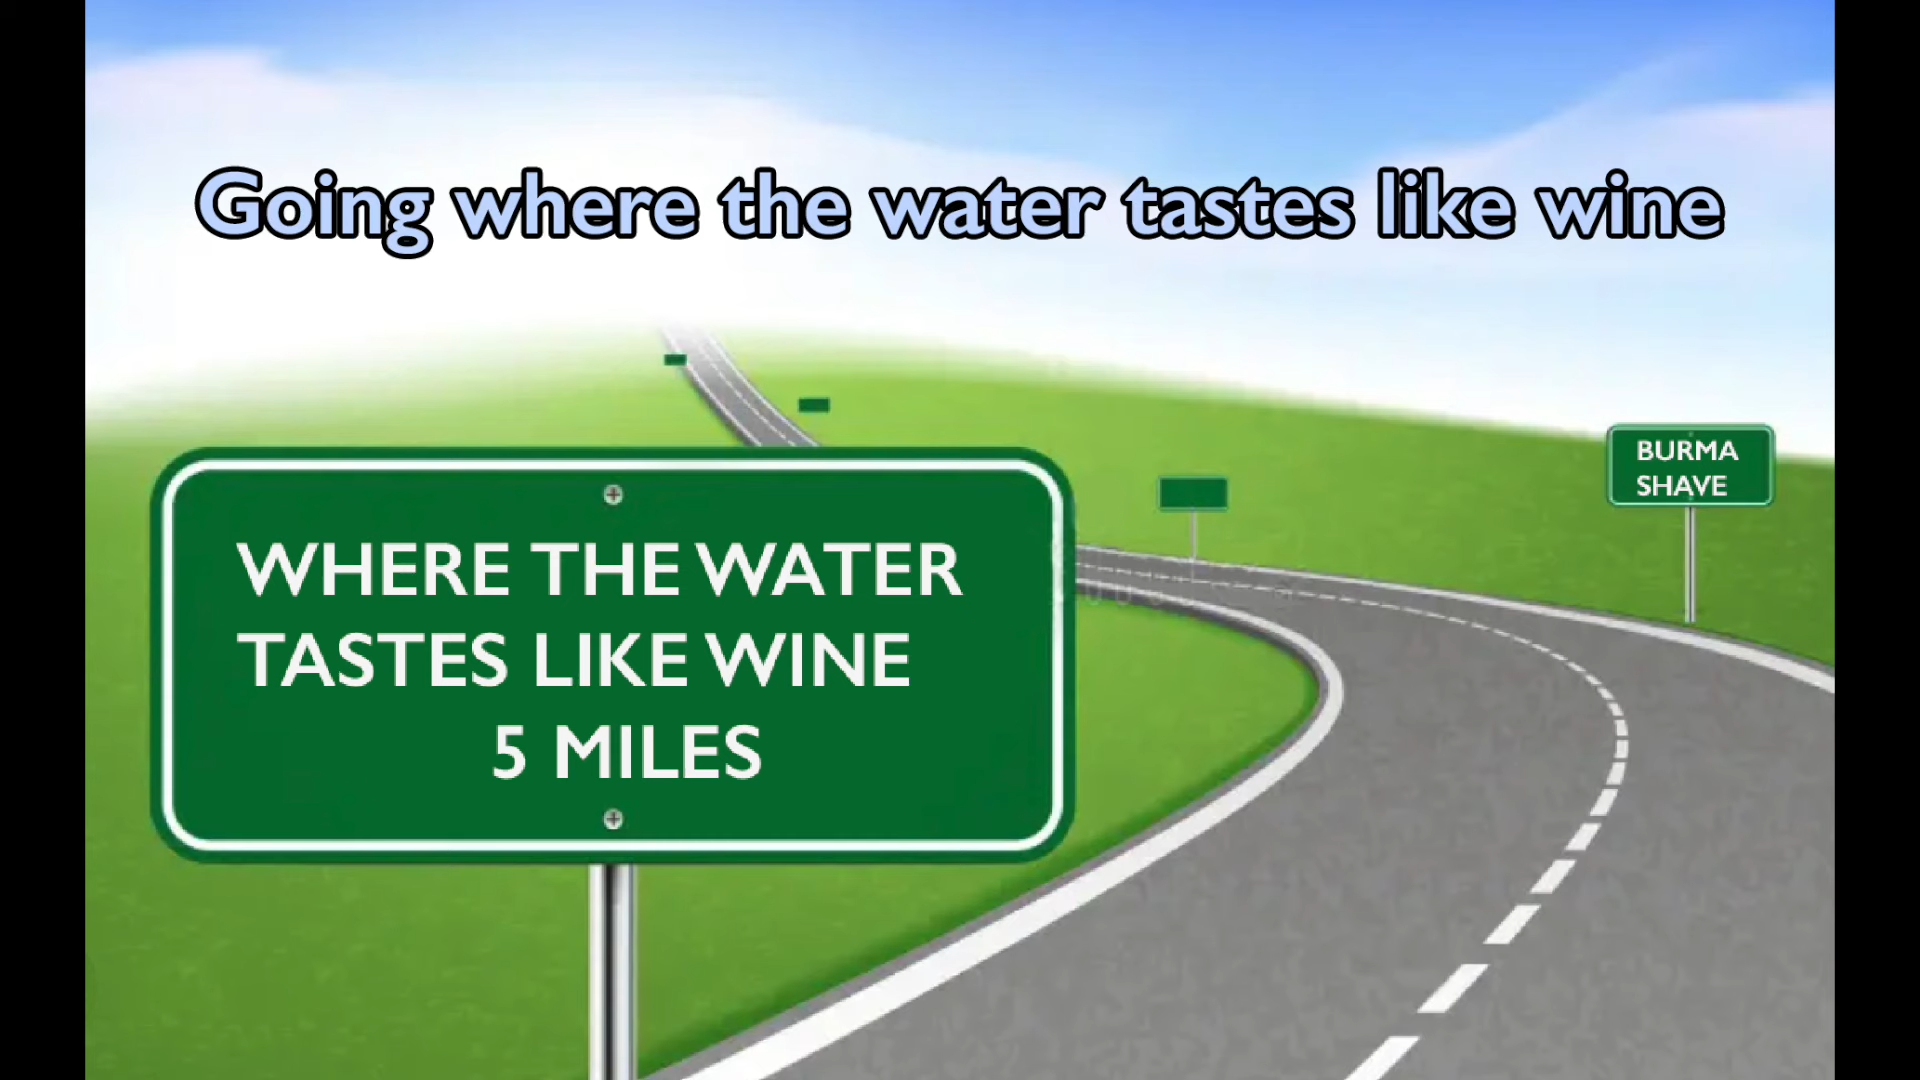 Going where the water tastes like wine
BURMA
SHAVE
WHERE THE WATER
TASTES LIKE WINE
5 MILES